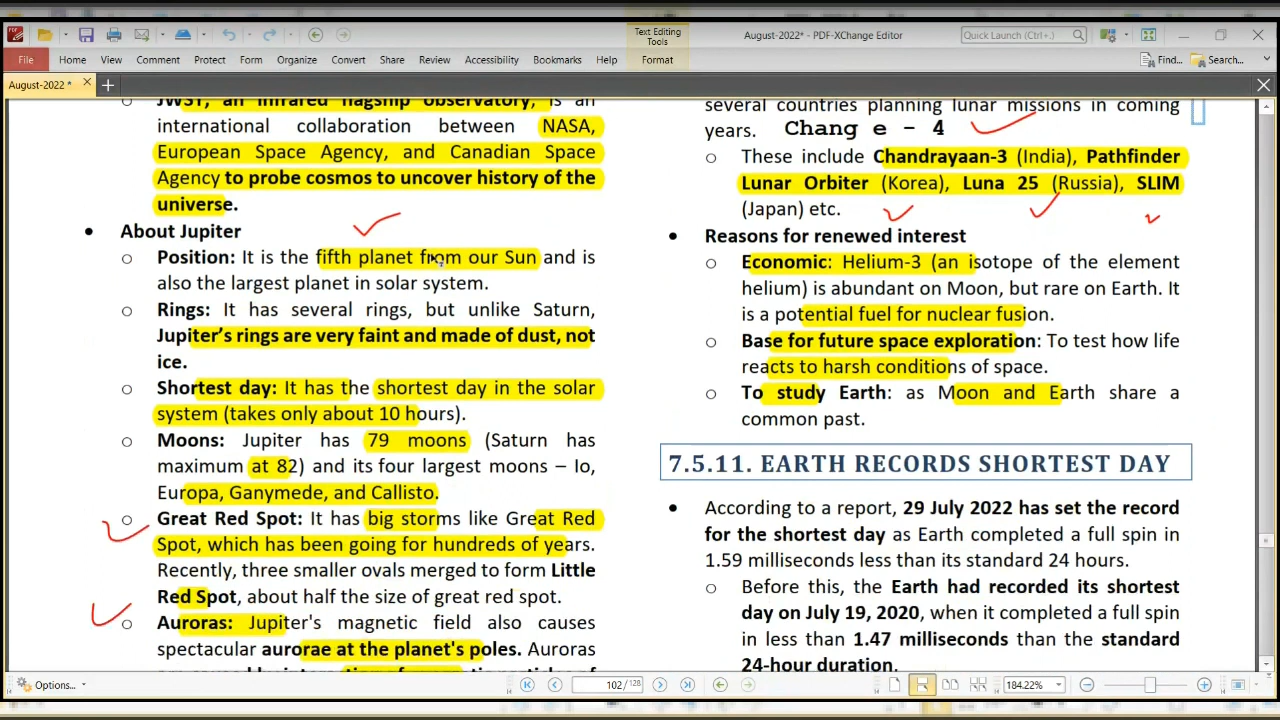 Text Editing
Tools
August-2022* - PDF-XChange Editor
Quick Launch (Ctrl+.)
File Home View Comment Protect Form Organize Convert Share Review Accessibility Bookmarks Help Format Find... Search...
August-2022 *
JWST, an infrared flagship observatory, is an
international collaboration between NASA,
European Space Agency, and Canadian Space
Agency to probe cosmos to uncover history of the
universe.
About Jupiter
Position: It is the fifth planet from our Sun and is
also the largest planet in solar system.
Rings: It has several rings, but unlike Saturn,
Jupiter's rings are very faint and made of dust, not
ice.
Shortest day: It has the shortest day in the solar
system (takes only about 10 hours).
Moons: Jupiter has 79 moons (Saturn has
maximum at 82) and its four largest moons – Io,
Europa, Ganymede, and Callisto.
Great Red Spot: It has big storms like Great Red
Spot, which has been going for hundreds of years.
Recently, three smaller ovals merged to form Little
Red Spot, about half the size of great red spot.
Auroras: Jupiter's magnetic field also causes
spectacular aurorae at the planet's poles. Auroras
several countries planning lunar missions in coming
years. Chang e - 4
These include Chandrayaan-3 (India), Pathfinder
Lunar Orbiter (Korea), Luna 25 (Russia), SLIM
(Japan) etc.
Reasons for renewed interest
Economic: Helium-3 (an isotope of the element
helium) is abundant on Moon, but rare on Earth. It
is a potential fuel for nuclear fusion.
Base for future space exploration: To test how life
reacts to harsh conditions of space.
To study Earth: as Moon and Earth share a
common past.
7.5.11. EARTH RECORDS SHORTEST DAY
According to a report, 29 July 2022 has set the record
for the shortest day as Earth completed a full spin in
1.59 milliseconds less than its standard 24 hours.
Before this, the Earth had recorded its shortest
day on July 19, 2020, when it completed a full spin
in less than 1.47 milliseconds than the standard
24-hour duration.
Options...
102 / 128
184.22%